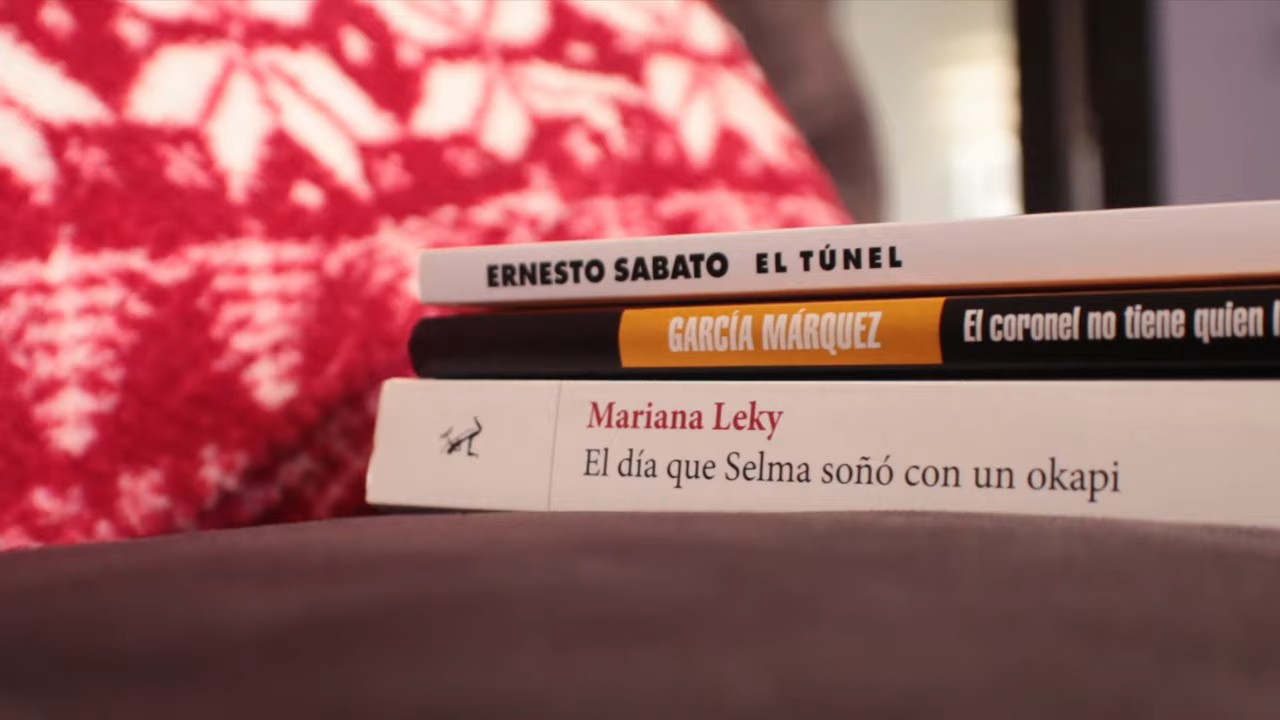 ERNESTO SABATO EL TÚNEL
GARCÍA MÁRQUEZ El coronel no tiene quien
Mariana Leky
El día que Selma soñó con un okapi